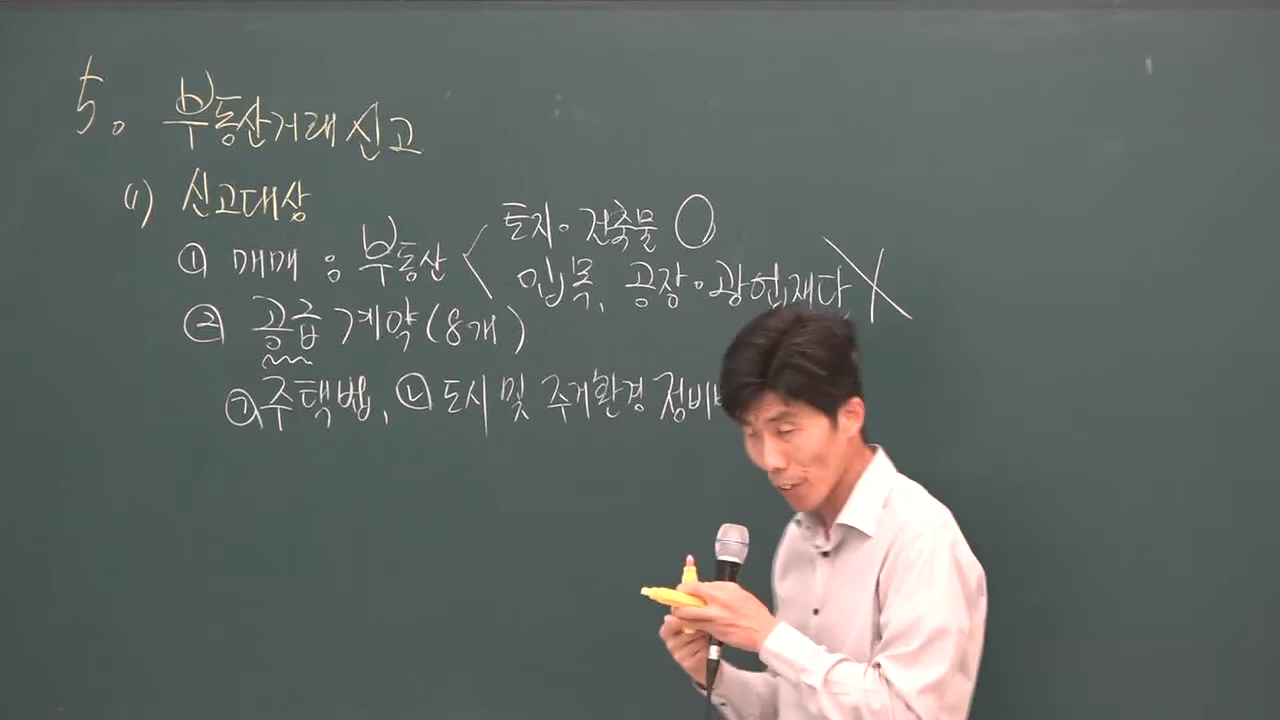 5. 부동산거래신고
(1) 신고대상
① 매매 : 부동산 < 토지·건축물 ○
입목, 공장·광업재단 X
② 공급계약(8개)
㉠주택법, ㉡도시 및 주거환경 정비